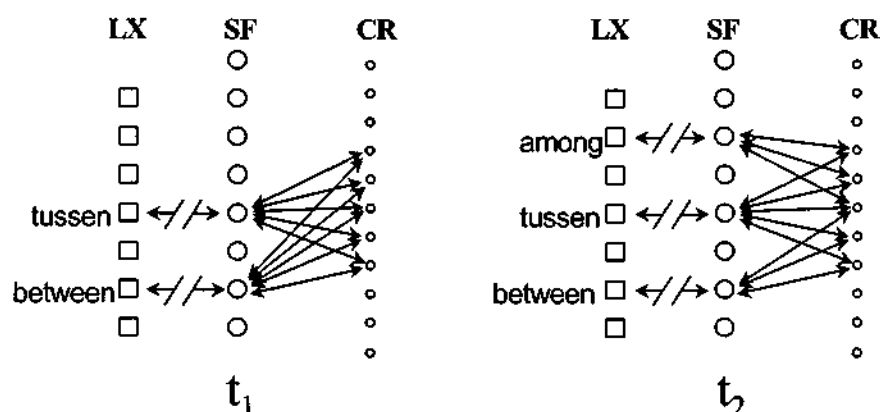 LX SF CR LX SF CR
among
tussen tussen
between between
t₁ t₂